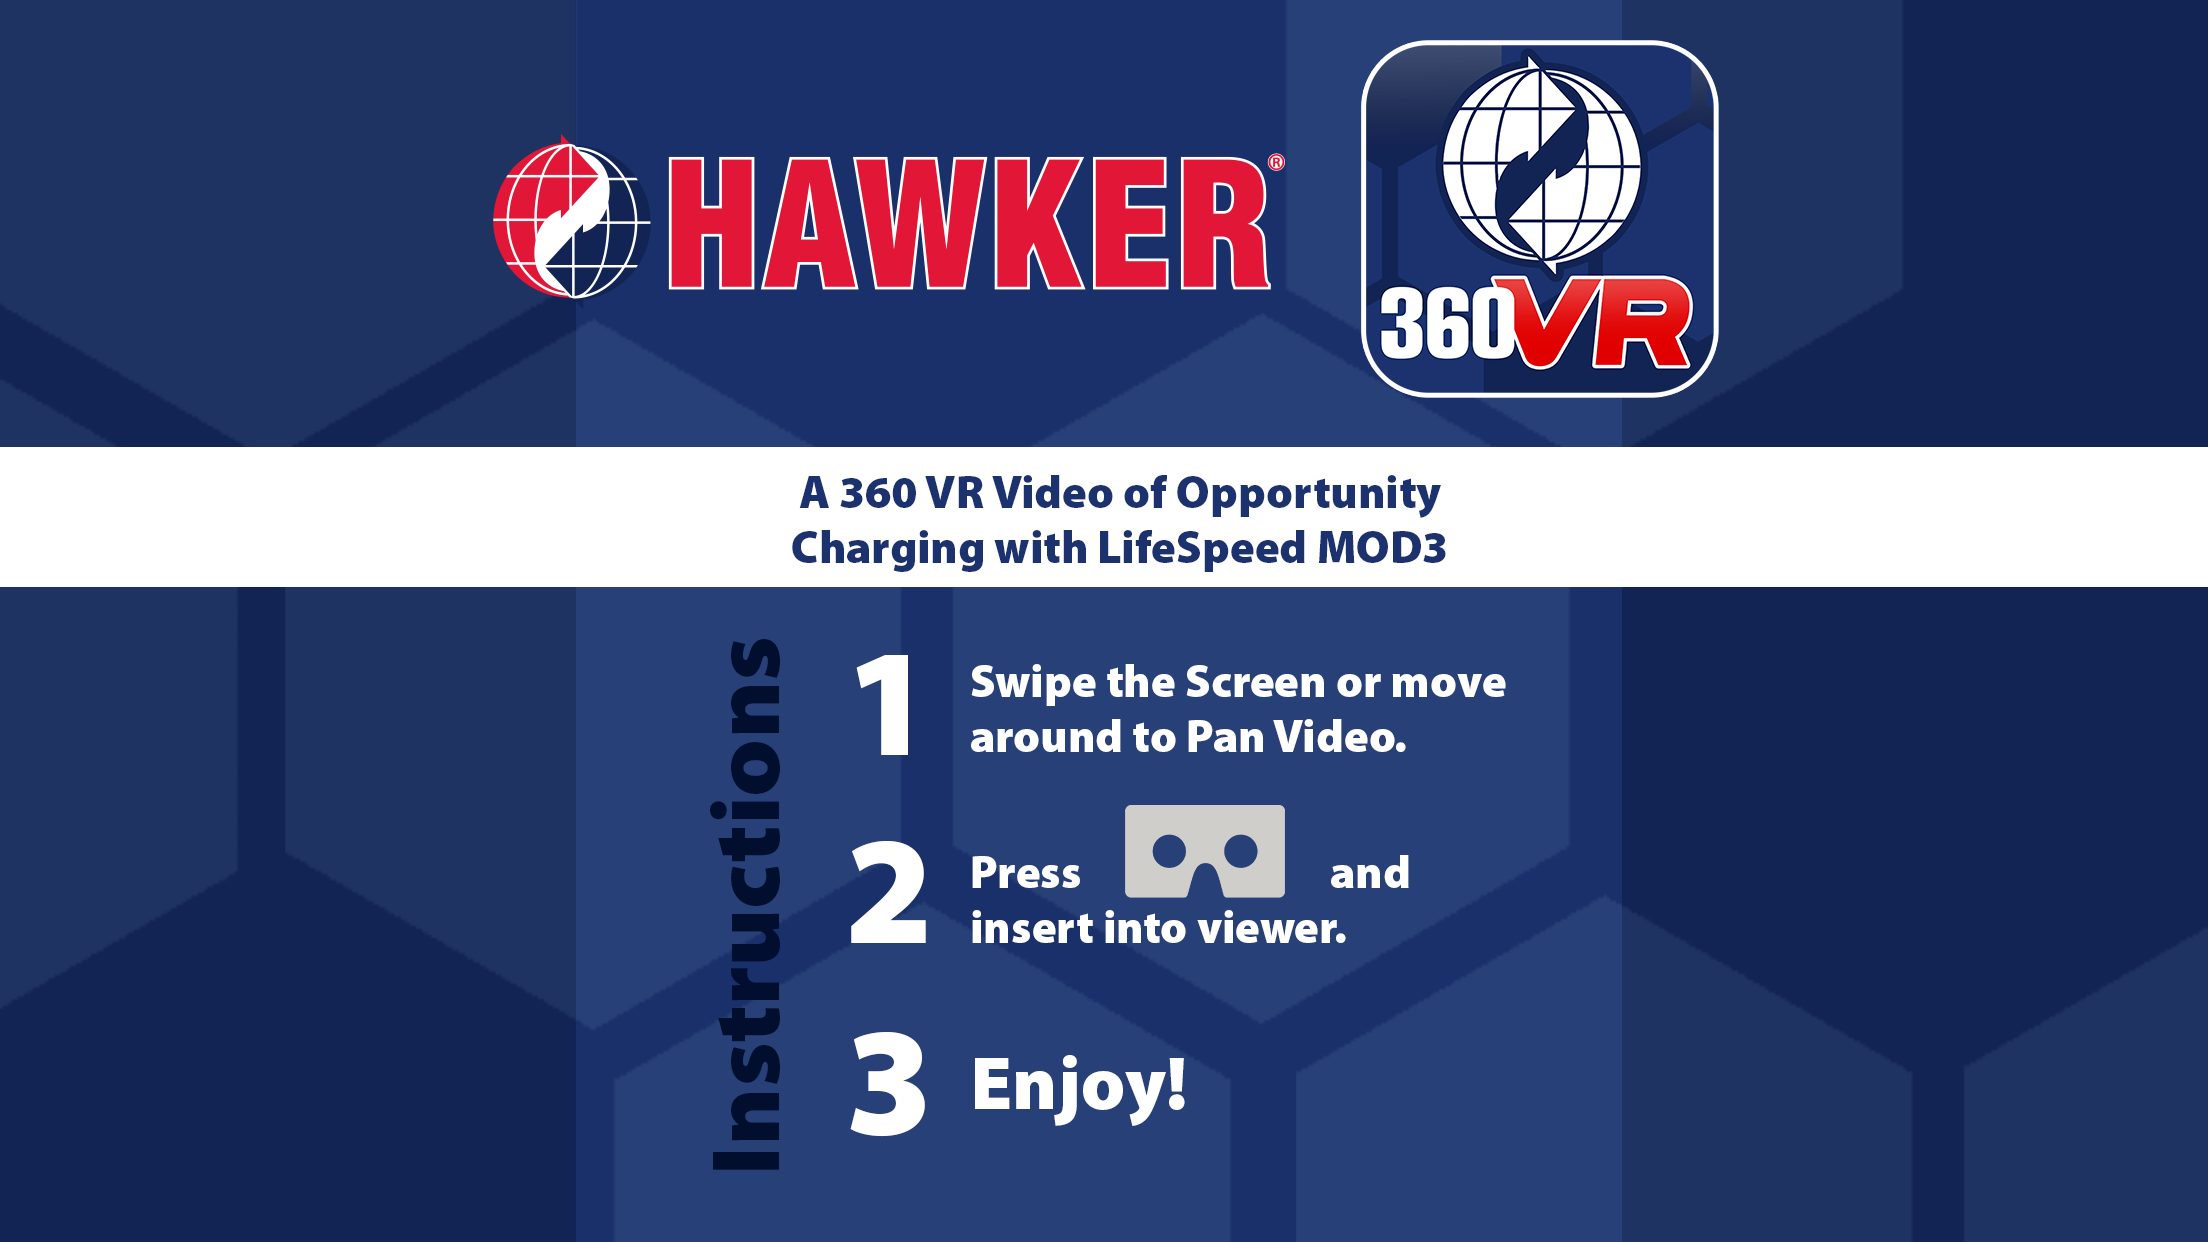 HAWKER®
360VR
A 360 VR Video of Opportunity
Charging with LifeSpeed MOD3
Instructions
1 Swipe the Screen or move
around to Pan Video.
2 Press and
insert into viewer.
3 Enjoy!